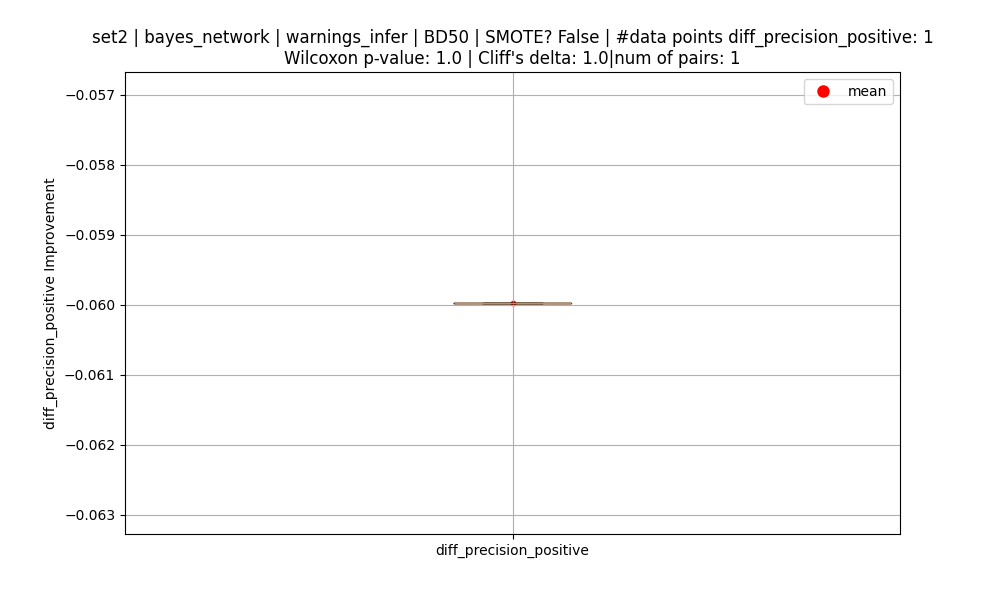 set2 | bayes_network | warnings_infer | BD50 | SMOTE? False | #data points diff_precision_positive: 1
Wilcoxon p-value: 1.0 | Cliff's delta: 1.0|num of pairs: 1
mean
−0.057
−0.058
−0.059
−0.060
−0.061
−0.062
−0.063
diff_precision_positive Improvement
diff_precision_positive